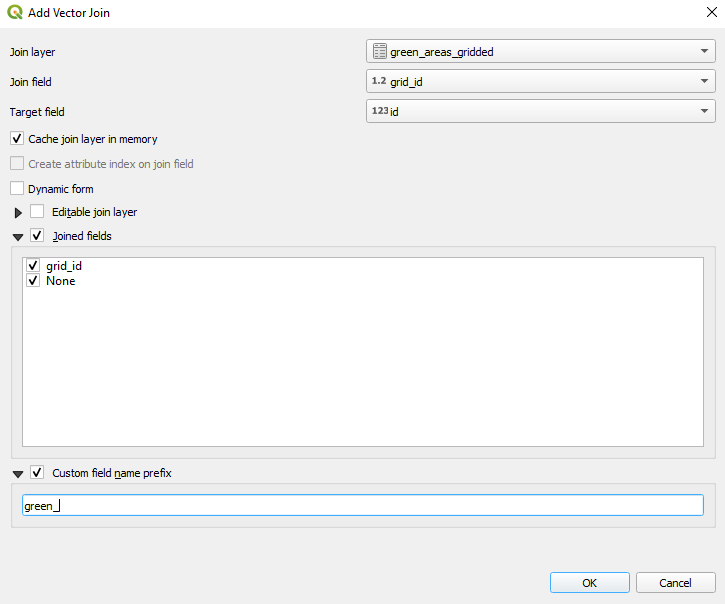 Add Vector Join
Join layer green_areas_gridded
Join field 1.2 grid_id
Target field 123 id
Cache join layer in memory
Create attribute index on join field
Dynamic form
Editable join layer
Joined fields
grid_id
None
Custom field name prefix
green_
OK Cancel